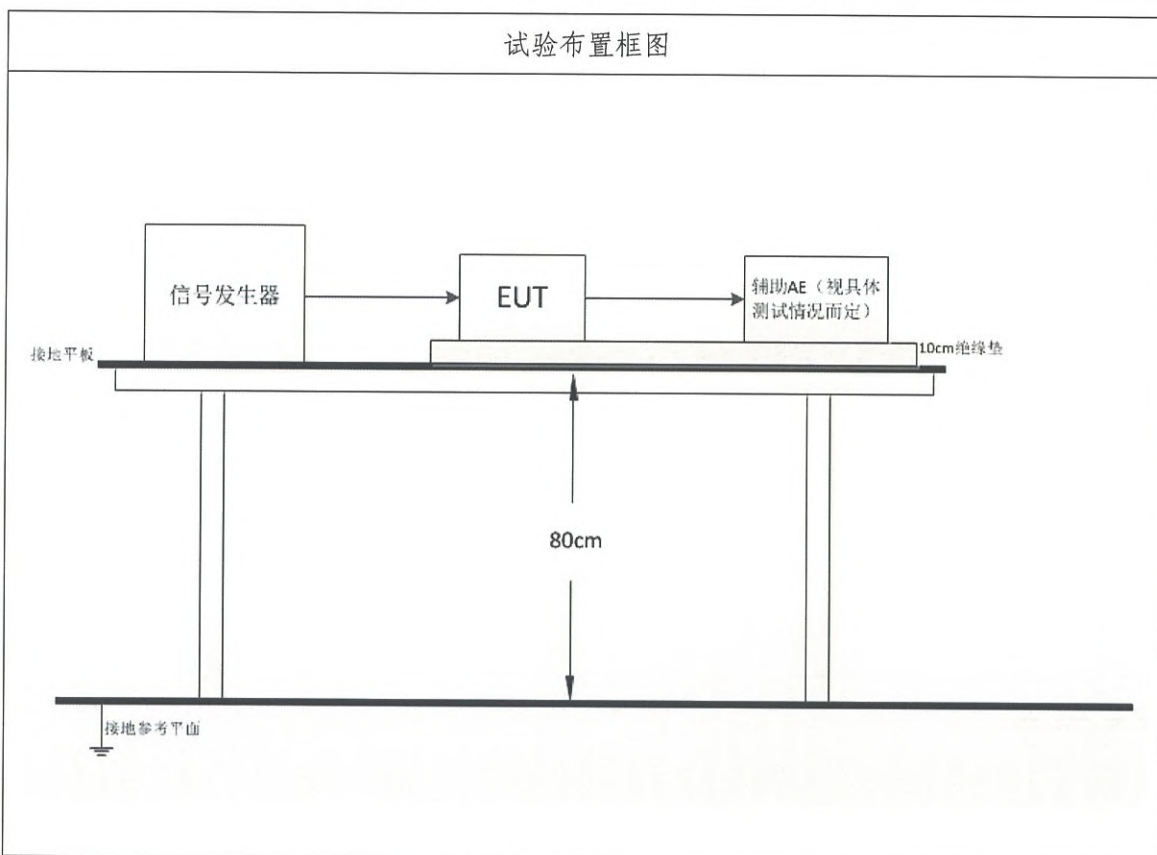 试验布置框图
信号发生器
EUT
辅助AE（视具体
测试情况而定）
接地平板
10cm绝缘垫
80cm
接地参考平面